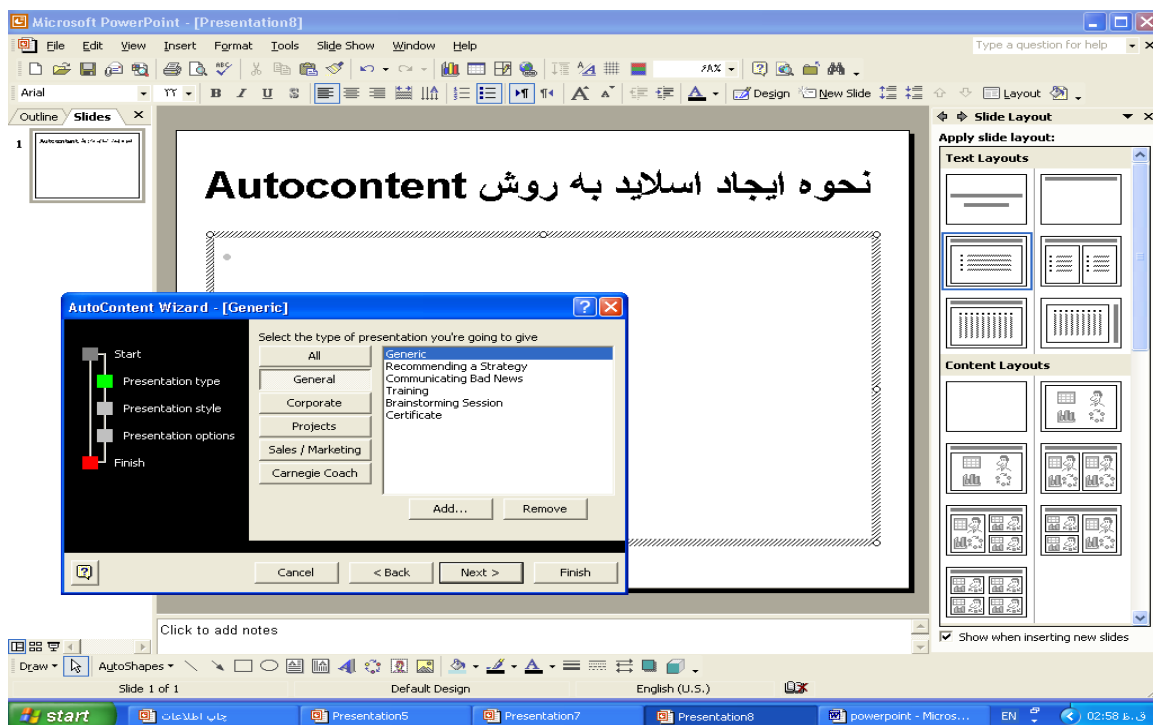 Microsoft PowerPoint - [Presentation8]
File Edit View Insert Format Tools Slide Show Window Help Type a question for help
Arial Design New Slide Layout
Outline Slides
Slide Layout
Apply slide layout:
Text Layouts
1
نحوه ایجاد اسلاید به روش Autocontent
AutoContent Wizard - [Generic]
Select the type of presentation you're going to give
Start
Presentation type
Presentation style
Presentation options
Finish
All
General
Corporate
Projects
Sales / Marketing
Carnegie Coach
Generic
Recommending a Strategy
Communicating Bad News
Training
Brainstorming Session
Certificate
Add... Remove
Cancel < Back Next > Finish
Content Layouts
Click to add notes
Show when inserting new slides
Draw AutoShapes
Slide 1 of 1 Default Design English (U.S.)
start چاپ اطلاعات Presentation5 Presentation7 Presentation8 powerpoint - Micros... EN 02:58 ق.ظ